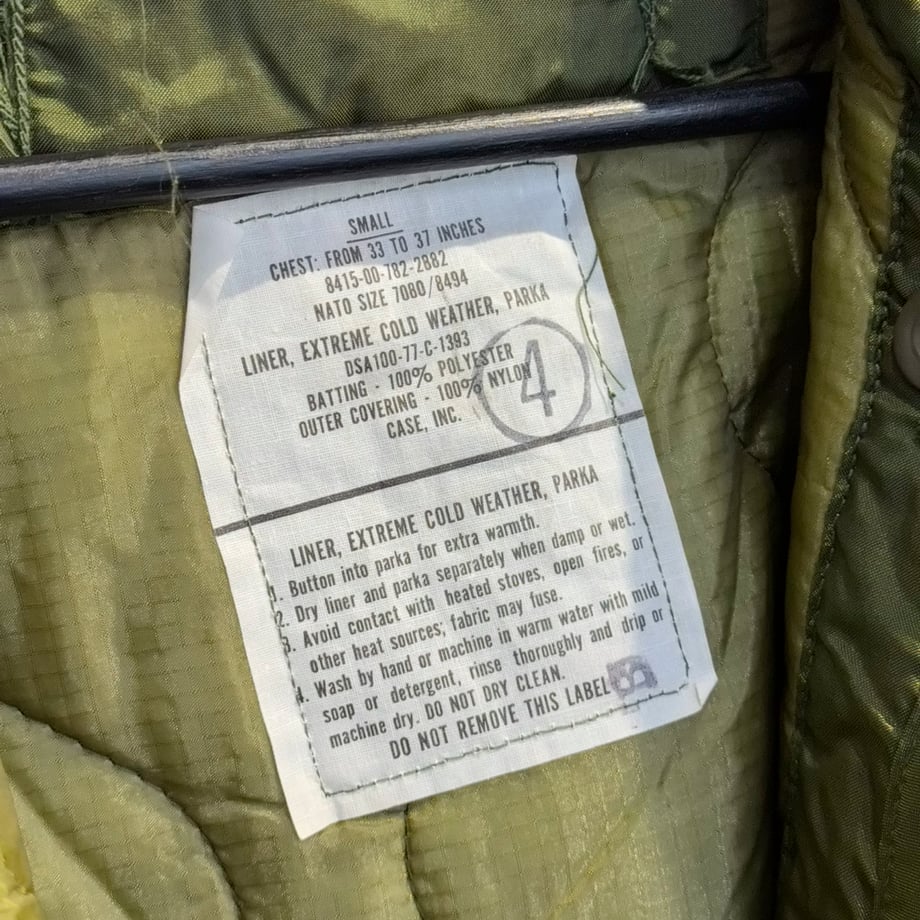 SMALL
CHEST: FROM 33 TO 37 INCHES
8415-00-782-2882
NATO SIZE 7080/8494
LINER, EXTREME COLD WEATHER, PARKA
DSA100-77-C-1393
BATTING - 100% POLYESTER
OUTER COVERING - 100% NYLON
CASE, INC.
4
LINER, EXTREME COLD WEATHER, PARKA
1. Button into parka for extra warmth.
2. Dry liner and parka separately when damp or wet.
3. Avoid contact with heated stoves, open fires, or
other heat sources; fabric may fuse.
4. Wash by hand or machine in warm water with mild
soap or detergent, rinse thoroughly and drip or
machine dry. DO NOT DRY CLEAN.
DO NOT REMOVE THIS LABEL